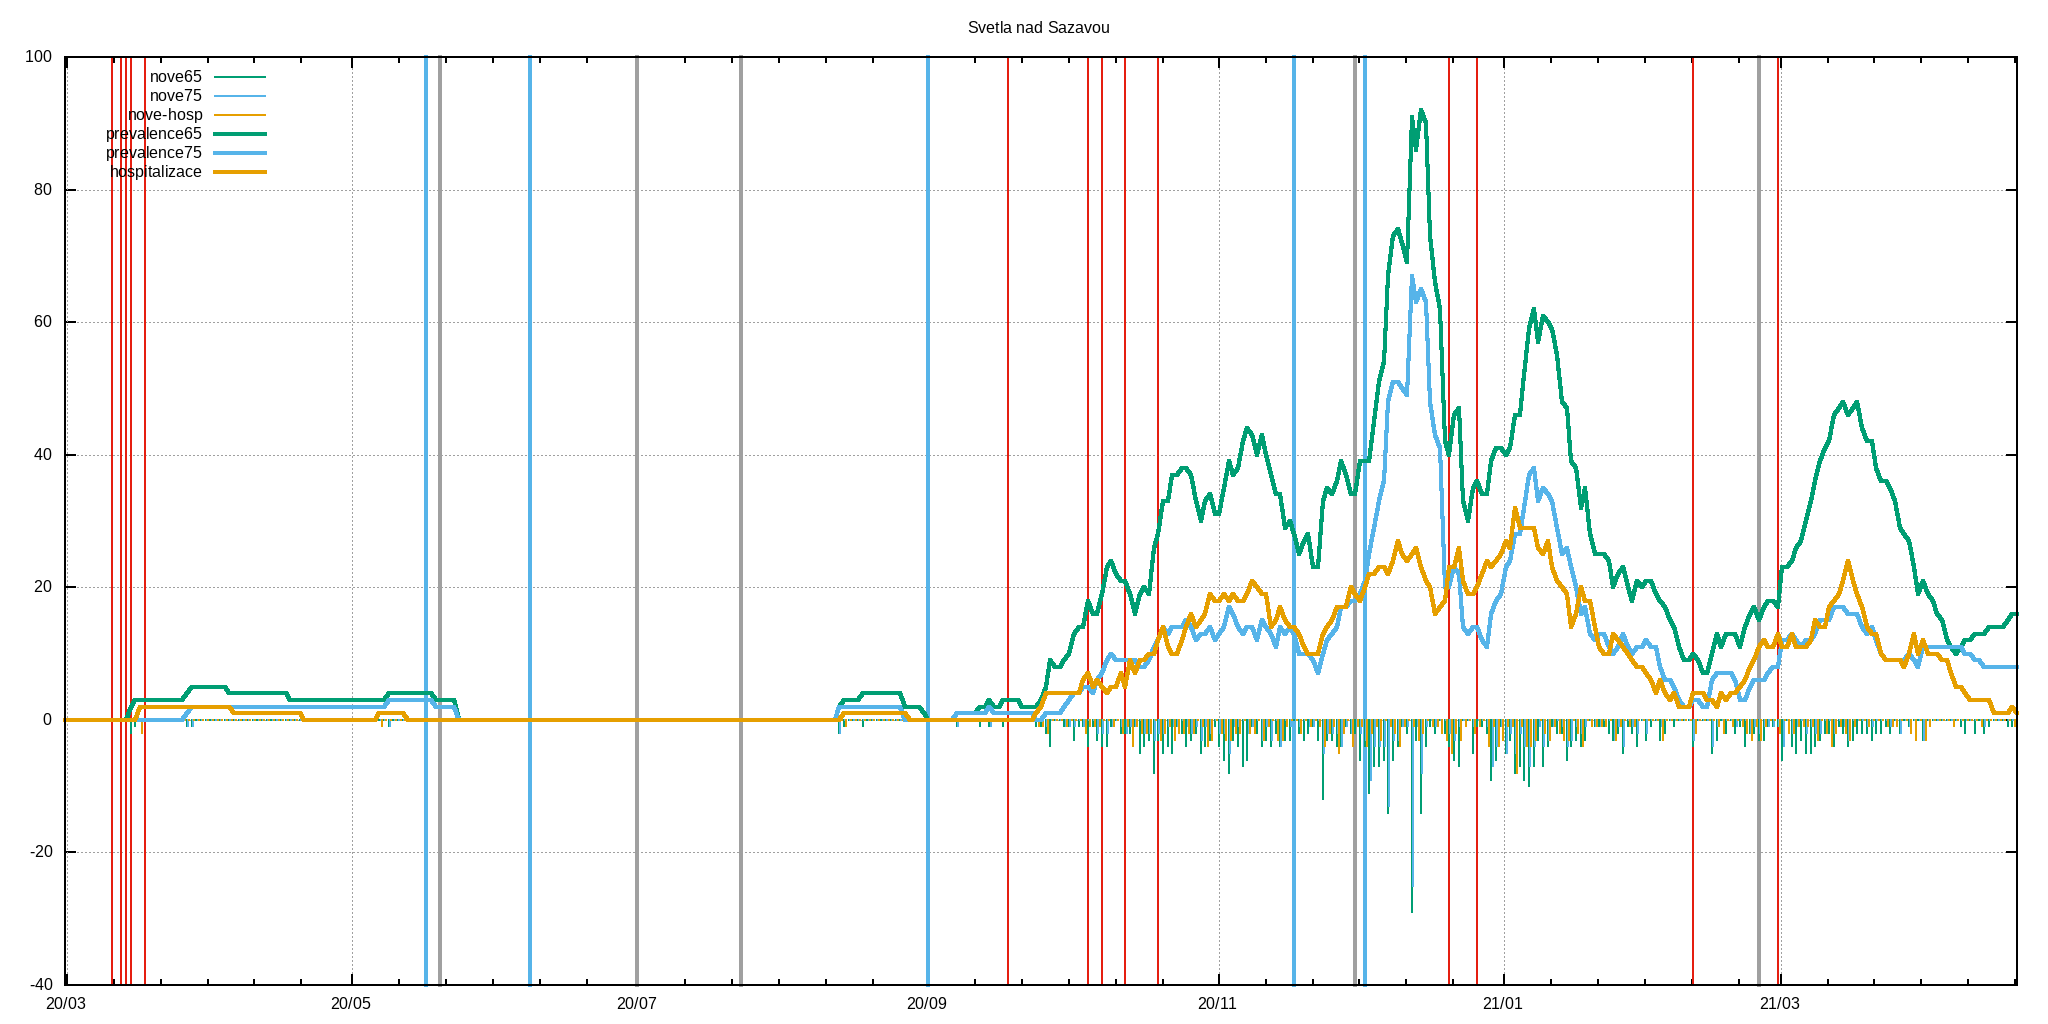 Svetla nad Sazavou
100
80
60
40
20
0
-20
-40
nove65
nove75
nove-hosp
prevalence65
prevalence75
hospitalizace
20/03 20/05 20/07 20/09 20/11 21/01 21/03